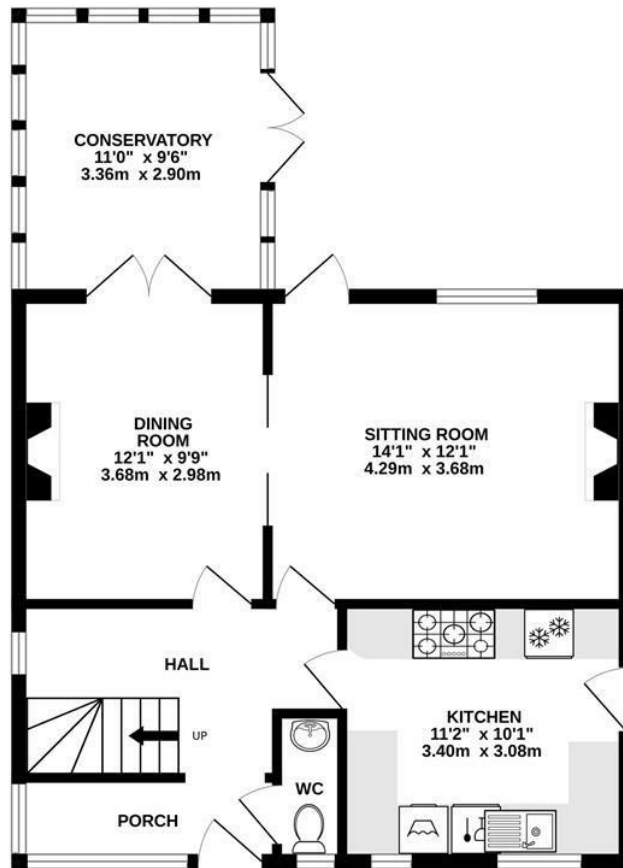 CONSERVATORY
11'0" x 9'6"
3.36m x 2.90m
DINING
ROOM
12'1" x 9'9"
3.68m x 2.98m
SITTING ROOM
14'1" x 12'1"
4.29m x 3.68m
HALL
UP
KITCHEN
11'2" x 10'1"
3.40m x 3.08m
WC
PORCH